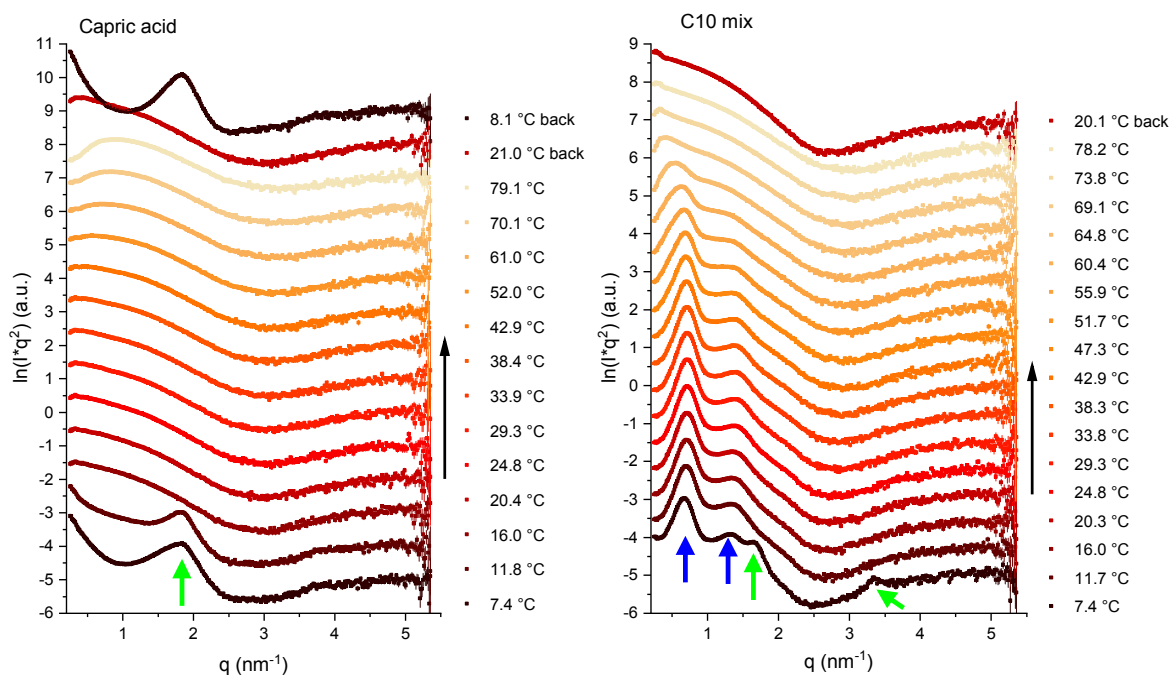 Capric acid
11
10
9
8
7
6
5
4
3
2
1
0
-1
-2
-3
-4
-5
-6
ln(I*q²) (a.u.)
1 2 3 4 5
q (nm⁻¹)
8.1 °C back
21.0 °C back
79.1 °C
70.1 °C
61.0 °C
52.0 °C
42.9 °C
38.4 °C
33.9 °C
29.3 °C
24.8 °C
20.4 °C
16.0 °C
11.8 °C
7.4 °C
C10 mix
9
8
7
6
5
4
3
2
1
0
-1
-2
-3
-4
-5
-6
ln(I*q²) (a.u.)
1 2 3 4 5
q (nm⁻¹)
20.1 °C back
78.2 °C
73.8 °C
69.1 °C
64.8 °C
60.4 °C
55.9 °C
51.7 °C
47.3 °C
42.9 °C
38.3 °C
33.8 °C
29.3 °C
24.8 °C
20.3 °C
16.0 °C
11.7 °C
7.4 °C